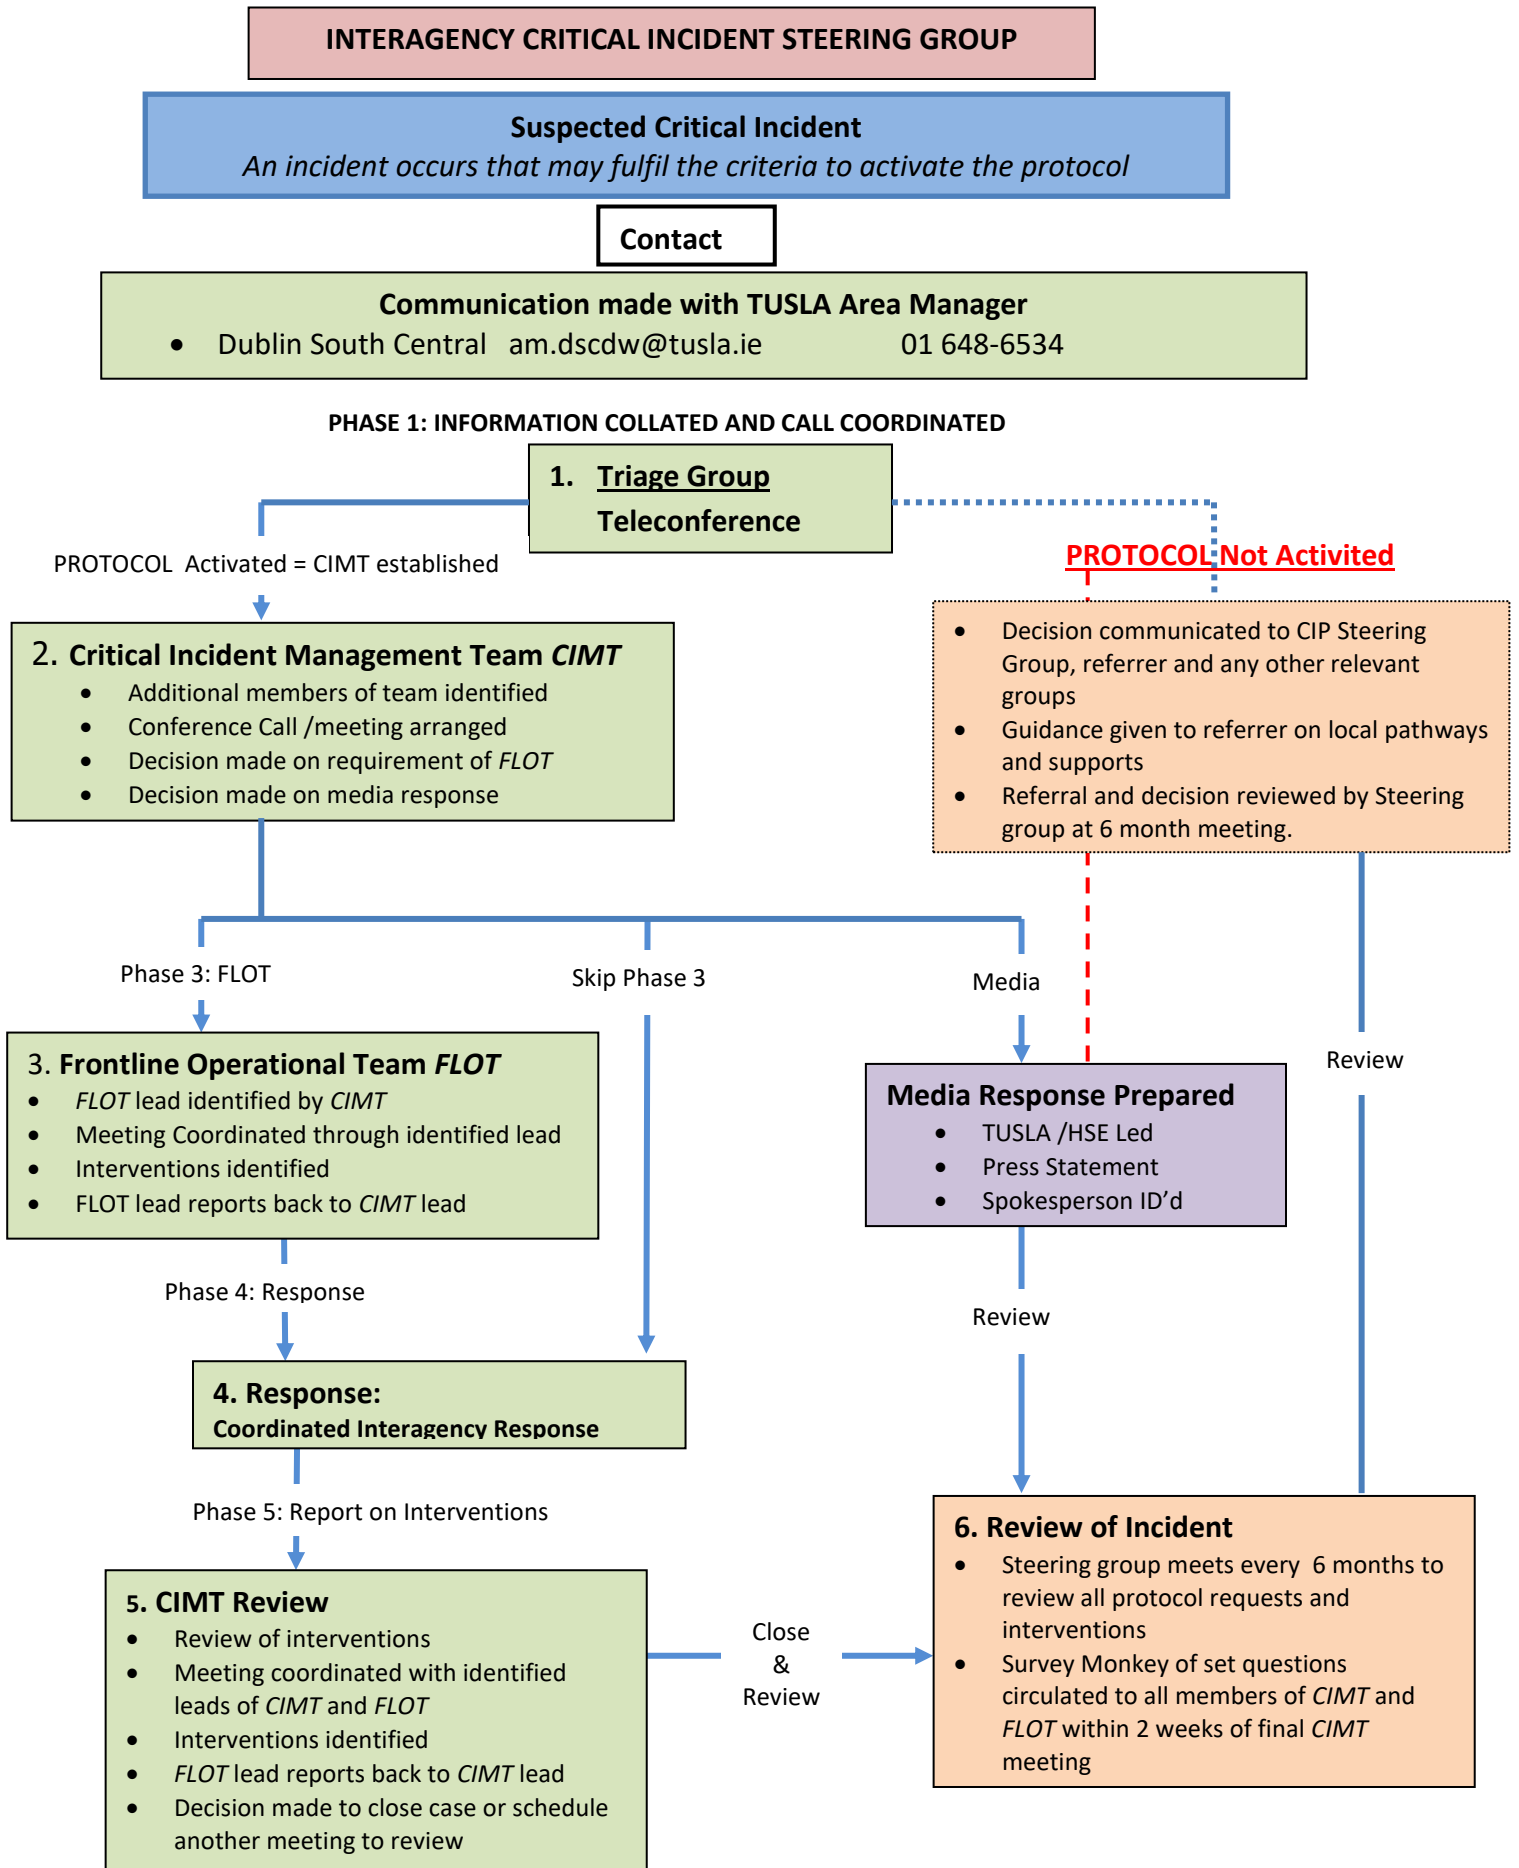 INTERAGENCY CRITICAL INCIDENT STEERING GROUP
Suspected Critical Incident
An incident occurs that may fulfil the criteria to activate the protocol
Contact
Communication made with TUSLA Area Manager
• Dublin South Central am.dscdw@tusla.ie 01 648-6534
PHASE 1: INFORMATION COLLATED AND CALL COORDINATED
1. Triage Group
Teleconference
PROTOCOL Activated = CIMT established
PROTOCOL Not Activited
2. Critical Incident Management Team CIMT
• Additional members of team identified
• Conference Call /meeting arranged
• Decision made on requirement of FLOT
• Decision made on media response
• Decision communicated to CIP Steering
Group, referrer and any other relevant
groups
• Guidance given to referrer on local pathways
and supports
• Referral and decision reviewed by Steering
group at 6 month meeting.
Phase 3: FLOT
Skip Phase 3
Media
Review
3. Frontline Operational Team FLOT
• FLOT lead identified by CIMT
• Meeting Coordinated through identified lead
• Interventions identified
• FLOT lead reports back to CIMT lead
Media Response Prepared
• TUSLA /HSE Led
• Press Statement
• Spokesperson ID’d
Phase 4: Response
Review
4. Response:
Coordinated Interagency Response
Phase 5: Report on Interventions
5. CIMT Review
• Review of interventions
• Meeting coordinated with identified
leads of CIMT and FLOT
• Interventions identified
• FLOT lead reports back to CIMT lead
• Decision made to close case or schedule
another meeting to review
Close
&
Review
6. Review of Incident
• Steering group meets every 6 months to
review all protocol requests and
interventions
• Survey Monkey of set questions
circulated to all members of CIMT and
FLOT within 2 weeks of final CIMT
meeting